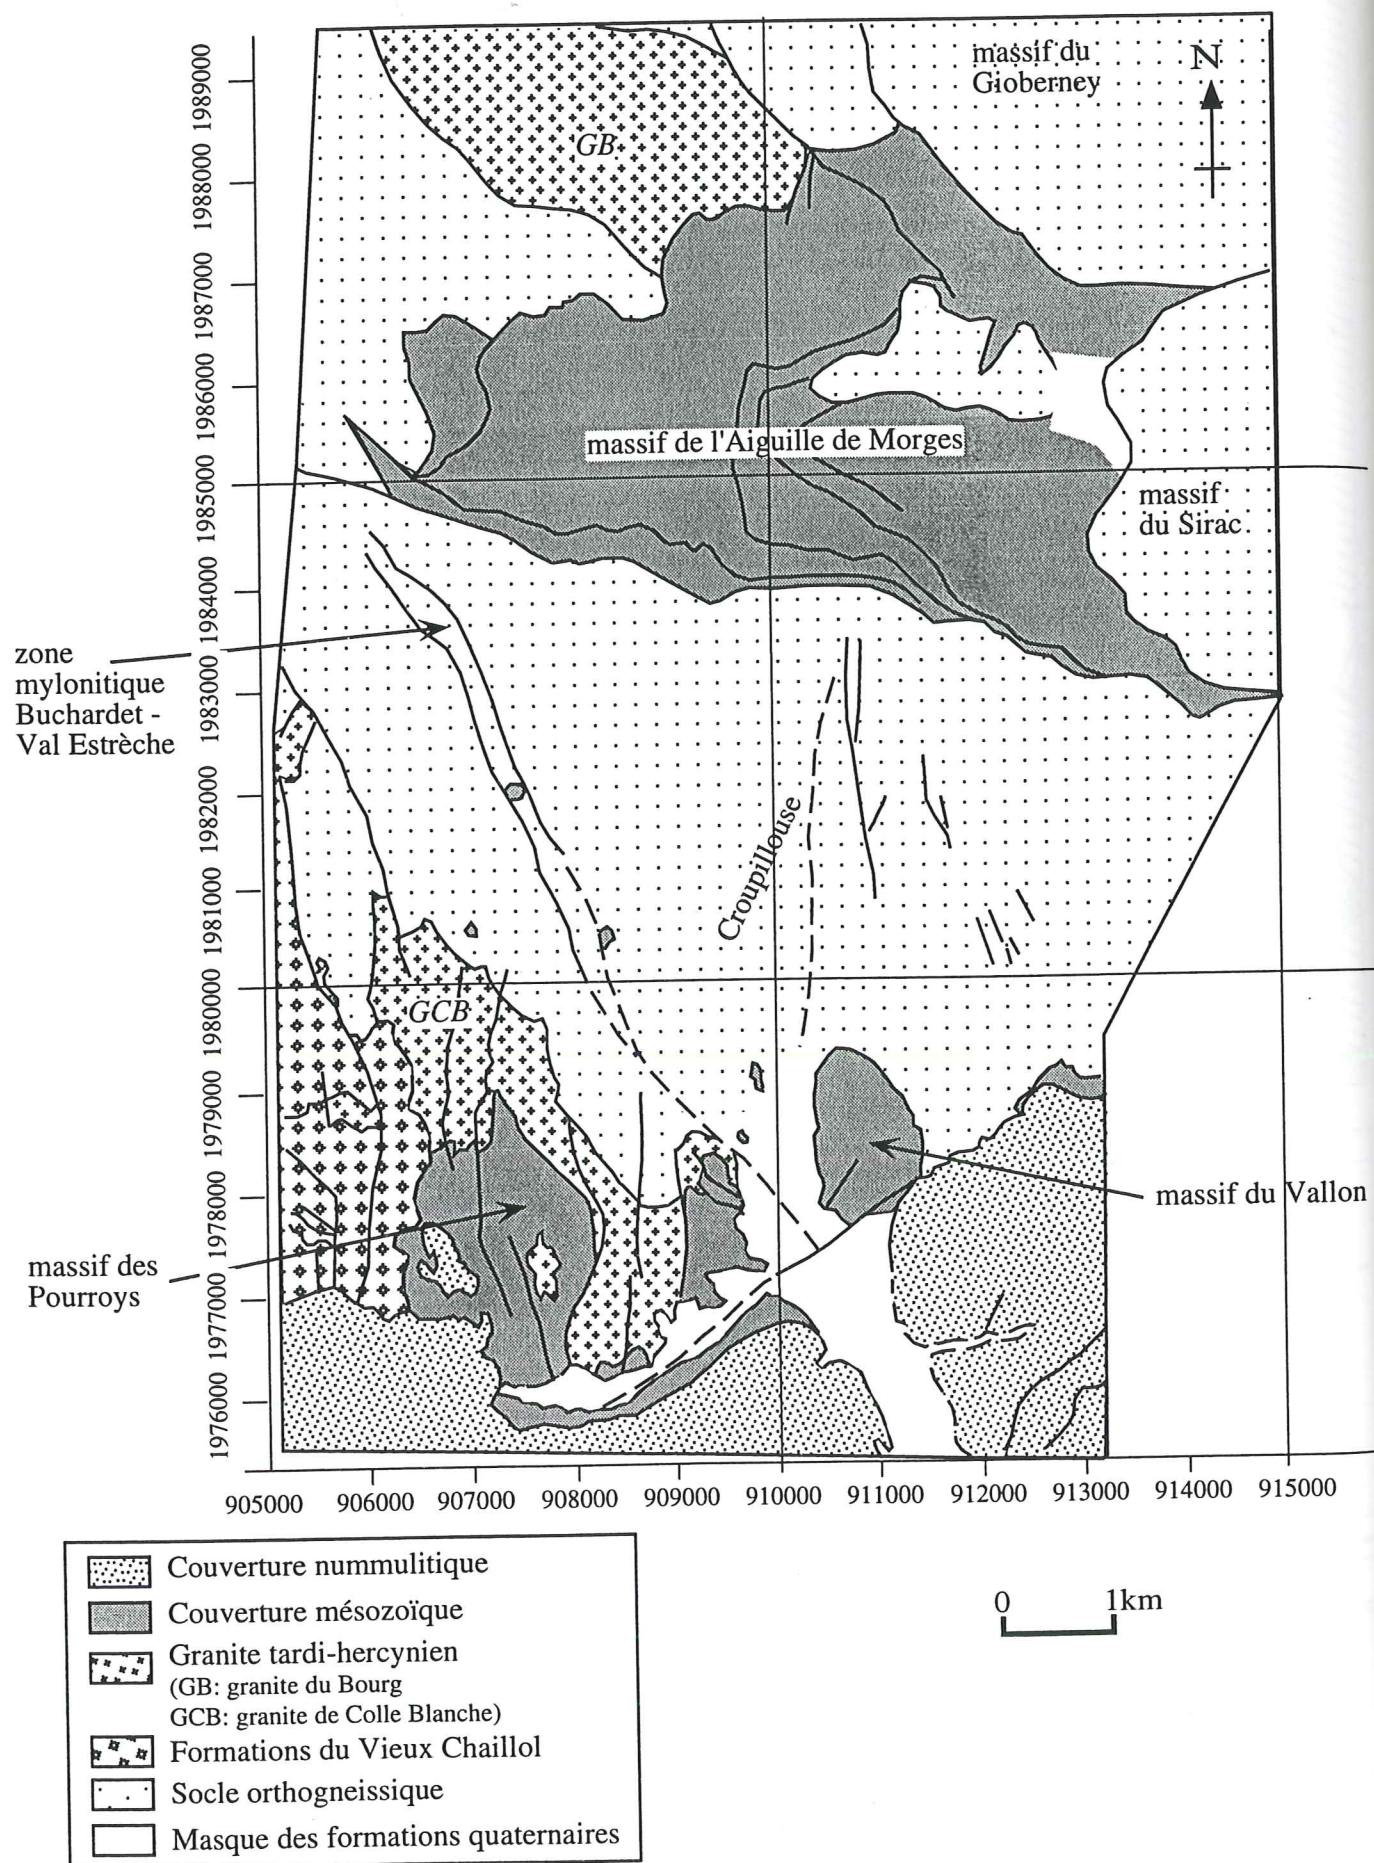 massif du
Gioberney
N
GB
massif de l'Aiguille de Morges
massif
du Sirac
zone
mylonitique
Buchardet -
Val Estrèche
Croupillouse
GCB
massif du Vallon
massif des
Pourroys
1989000
1988000
1987000
1986000
1985000
1984000
1983000
1982000
1981000
1980000
1979000
1978000
1977000
1976000
905000 906000 907000 908000 909000 910000 911000 912000 913000 914000 915000
Couverture nummulitique
Couverture mésozoïque
Granite tardi-hercynien
(GB: granite du Bourg
GCB: granite de Colle Blanche)
Formations du Vieux Chaillol
Socle orthogneissique
Masque des formations quaternaires
0 1km